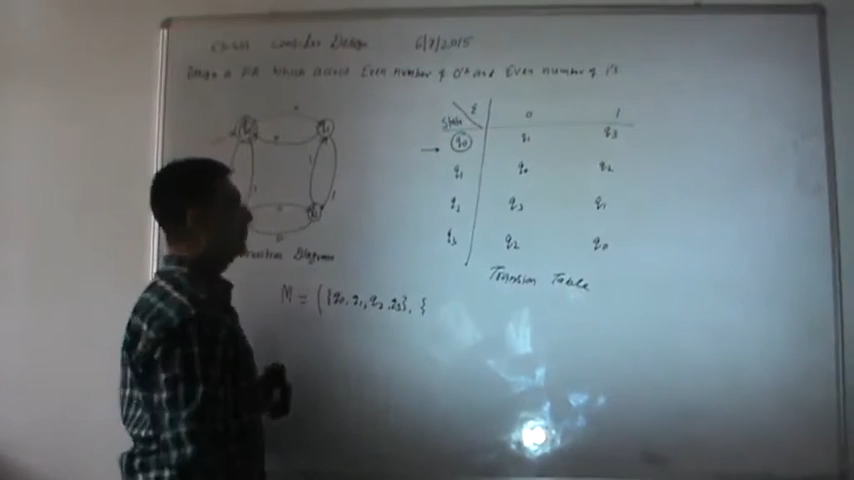 Compiler Design 6/7/2015
Design a FA which accept Even number of 0's and Even number of 1's
State Σ 0 1
q0 q1 q3
q1 q0 q2
q2 q3 q1
q3 q2 q0
Transition Diagram
Transition Table
M = ({q0, q1, q2, q3}, {